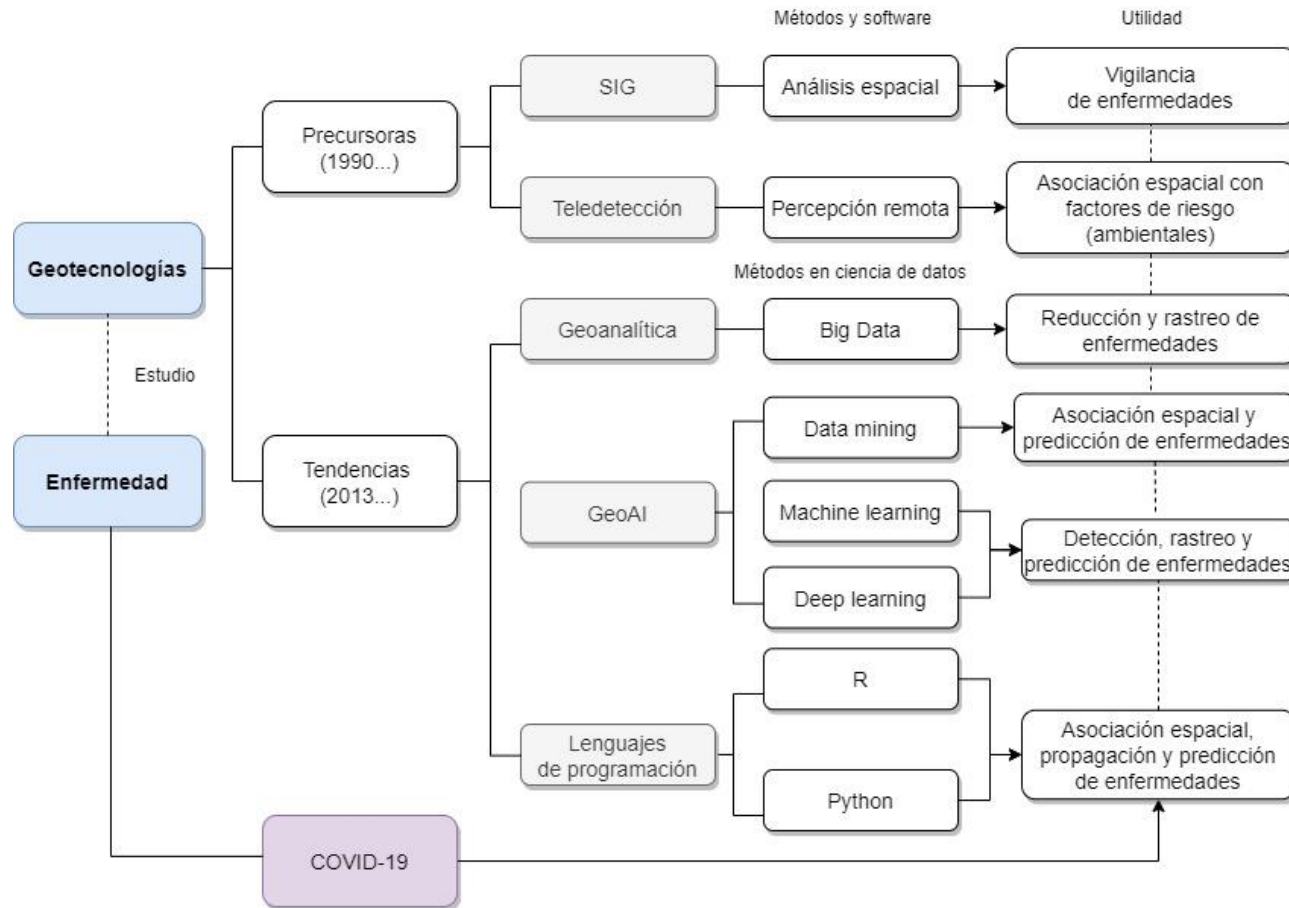 Métodos y software
Utilidad
SIG
Análisis espacial
Vigilancia
de enfermedades
Precursoras
(1990...)
Teledetección
Percepción remota
Asociación espacial con
factores de riesgo
(ambientales)
Geotecnologías
Métodos en ciencia de datos
Geoanalítica
Big Data
Reducción y rastreo de
enfermedades
Estudio
Data mining
Asociación espacial y
predicción de enfermedades
Enfermedad
Tendencias
(2013...)
GeoAI
Machine learning
Detección, rastreo y
predicción de enfermedades
Deep learning
R
Lenguajes
de programación
Asociación espacial,
propagación y predicción
de enfermedades
Python
COVID-19